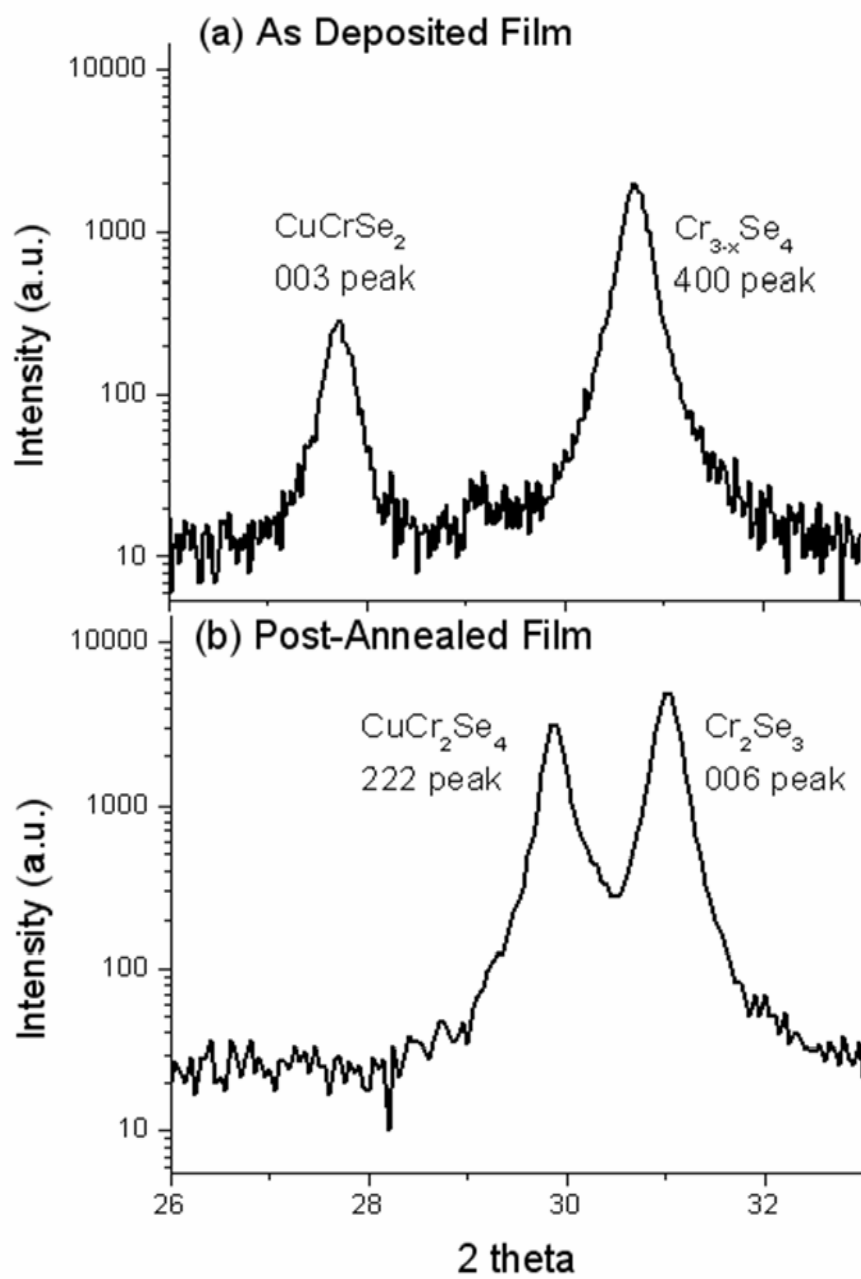 (a) As Deposited Film
10000
1000
100
10
Intensity (a.u.)
CuCrSe₂
003 peak
Cr₃₋ₓSe₄
400 peak
(b) Post-Annealed Film
10000
1000
100
10
Intensity (a.u.)
CuCr₂Se₄
222 peak
Cr₂Se₃
006 peak
26 28 30 32
2 theta